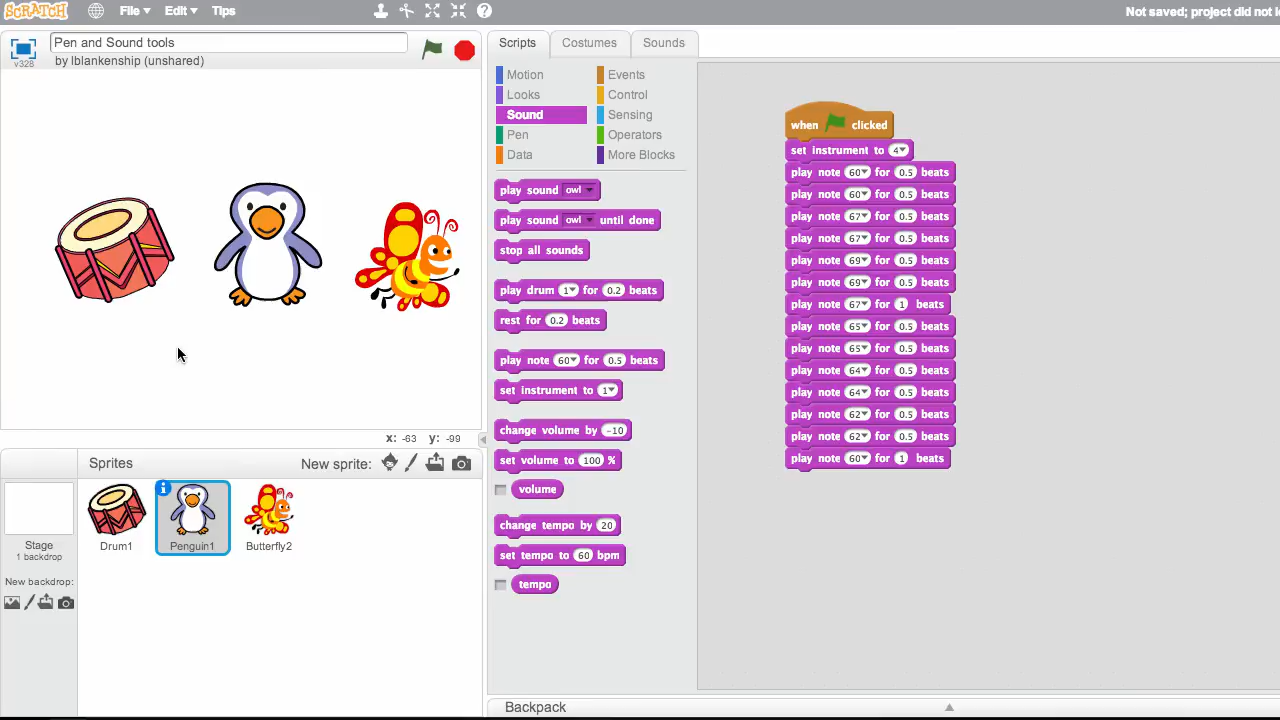 SCRATCH File Edit Tips Not saved; project did not l
v328
Pen and Sound tools
by lblankenship (unshared)
Scripts Costumes Sounds
Motion Events
Looks Control
Sound Sensing
Pen Operators
Data More Blocks
play sound owl
play sound owl until done
stop all sounds
play drum 1 for 0.2 beats
rest for 0.2 beats
play note 60 for 0.5 beats
set instrument to 1
change volume by -10
set volume to 100 %
volume
change tempo by 20
set tempo to 60 bpm
tempo
when clicked
set instrument to 4
play note 60 for 0.5 beats
play note 60 for 0.5 beats
play note 67 for 0.5 beats
play note 67 for 0.5 beats
play note 69 for 0.5 beats
play note 69 for 0.5 beats
play note 67 for 1 beats
play note 65 for 0.5 beats
play note 65 for 0.5 beats
play note 64 for 0.5 beats
play note 64 for 0.5 beats
play note 62 for 0.5 beats
play note 62 for 0.5 beats
play note 60 for 1 beats
x: -63 y: -99
Sprites New sprite:
Stage
1 backdrop
New backdrop:
Drum1 Penguin1 Butterfly2
Backpack